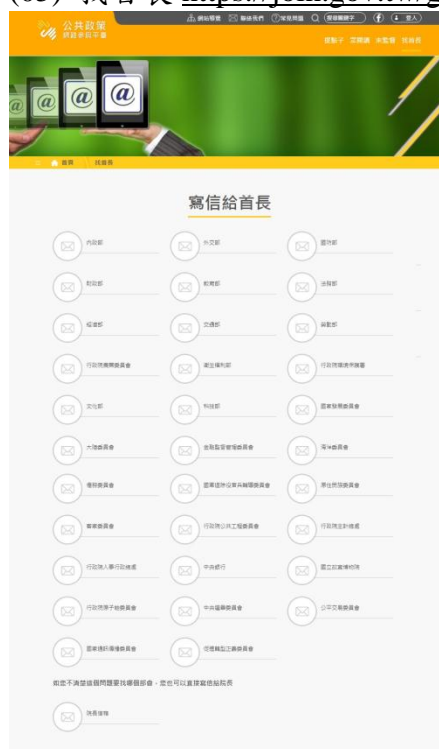 公共政策
網路參與平臺
網站導覽 聯絡我們 常見問題 登入
提點子 眾開講 來監督 找首長
首頁 找首長
寫信給首長
內政部 外交部 國防部
財政部 教育部 法務部
經濟部 交通部 勞動部
行政院農業委員會 衛生福利部 行政院環境保護署
文化部 科技部 國家發展委員會
大陸委員會 金融監督管理委員會 海洋委員會
僑務委員會 國軍退除役官兵輔導委員會 原住民族委員會
客家委員會 行政院公共工程委員會 行政院主計總處
行政院人事行政總處 中央銀行 國立故宮博物院
行政院原子能委員會 中央選舉委員會 公平交易委員會
國家通訊傳播委員會 促進轉型正義委員會
如您不清楚這個問題要找哪個部會,您也可以直接寫信給院長
院長信箱